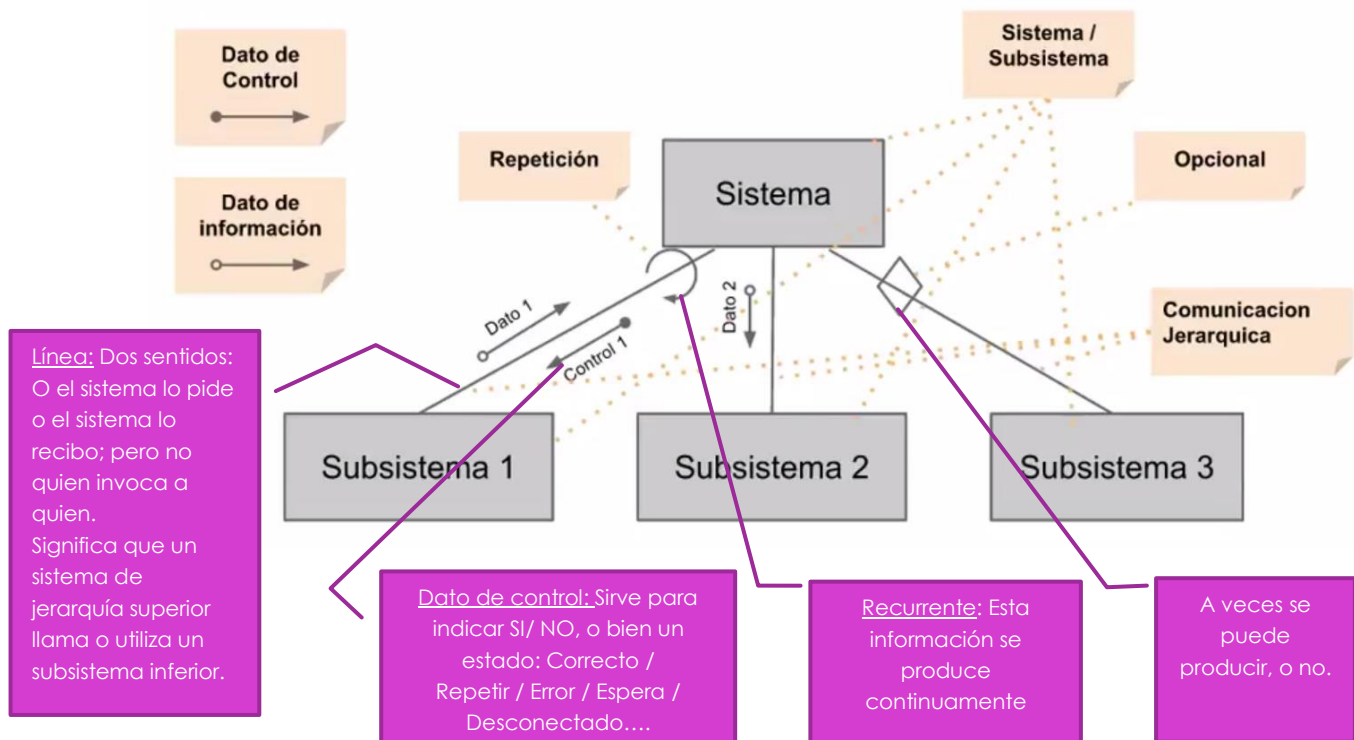 Dato de
Control
Dato de
información
Repetición
Sistema /
Subsistema
Opcional
Comunicacion
Jerarquica
Sistema
Dato 1
Control 1
Dato 2
Subsistema 1
Subsistema 2
Subsistema 3
Línea: Dos sentidos:
O el sistema lo pide
o el sistema lo
recibo; pero no
quien invoca a
quien.
Significa que un
sistema de
jerarquía superior
llama o utiliza un
subsistema inferior.
Dato de control: Sirve para
indicar SI/ NO, o bien un
estado: Correcto /
Repetir / Error / Espera /
Desconectado....
Recurrente: Esta
información se
produce
continuamente
A veces se
puede
producir, o no.